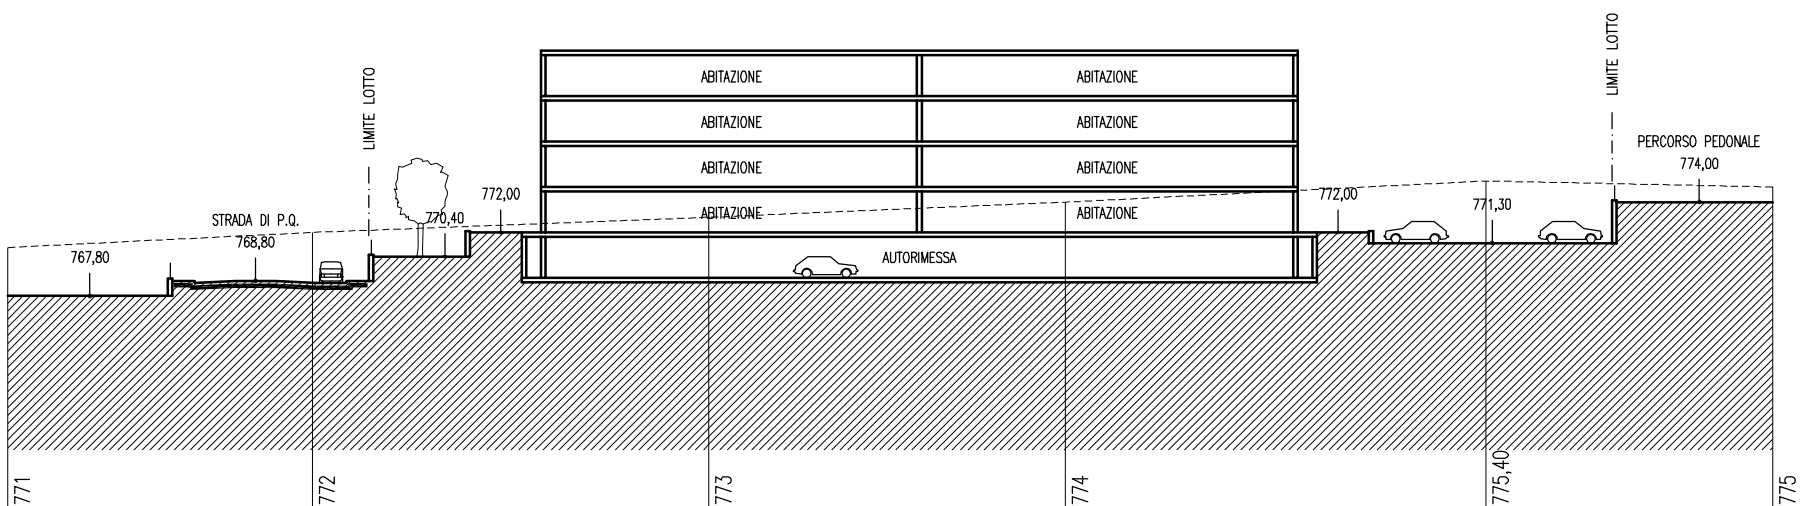 LIMITE LOTTO
LIMITE LOTTO
ABITAZIONE
ABITAZIONE
ABITAZIONE
ABITAZIONE
PERCORSO PEDONALE
774,00
ABITAZIONE
ABITAZIONE
772,00
772,00
771,30
STRADA DI P.Q.
768,80
770,40
ABITAZIONE
ABITAZIONE
767,80
AUTORIMESSA
771
772
773
774
775,40
775